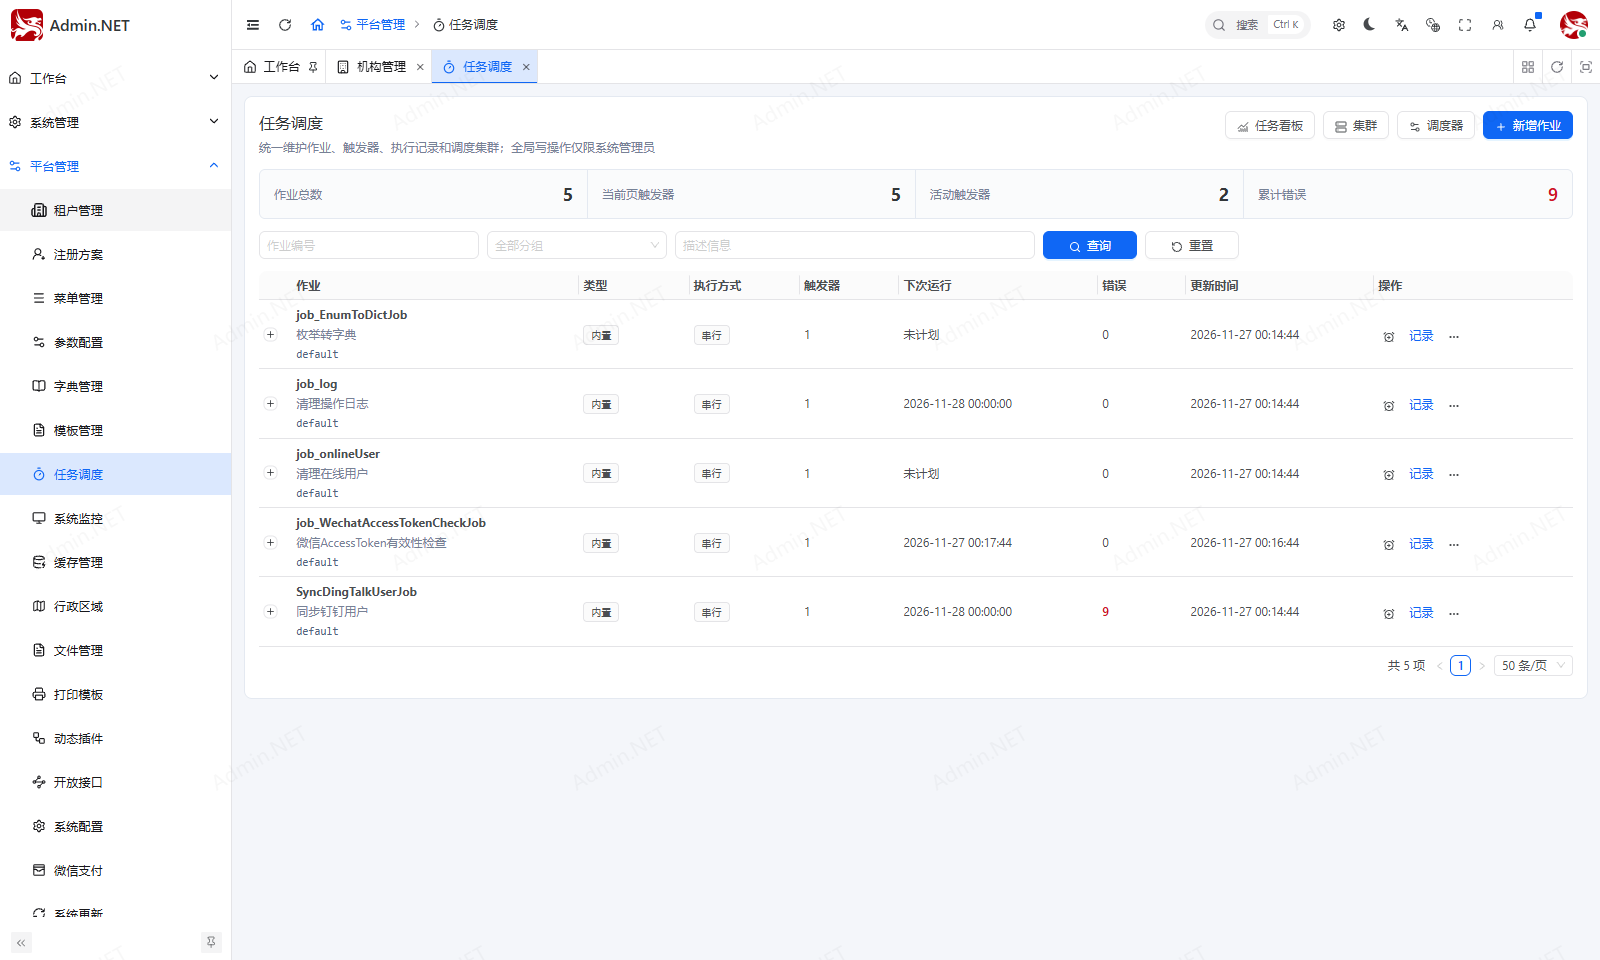 Admin.NET
平台管理
任务调度
搜索 Ctrl K
工作台
机构管理
任务调度
工作台
系统管理
平台管理
租户管理
注册方案
菜单管理
参数配置
字典管理
模板管理
任务调度
系统监控
缓存管理
行政区域
文件管理
打印模板
动态插件
开放接口
系统配置
微信支付
系统更新
任务调度
统一维护作业、触发器、执行记录和调度集群；全局写操作仅限系统管理员
任务看板 集群 调度器 新增作业
作业总数 5 当前页触发器 5 活动触发器 2 累计错误 9
作业编号 全部分组 描述信息 查询 重置
作业 类型 执行方式 触发器 下次运行 错误 更新时间 操作
job_EnumToDictJob
枚举转字典 内置 串行 1 未计划 0 2026-11-27 00:14:44 记录 ...
default
job_log
清理操作日志 内置 串行 1 2026-11-28 00:00:00 0 2026-11-27 00:14:44 记录 ...
default
job_onlineUser
清理在线用户 内置 串行 1 未计划 0 2026-11-27 00:14:44 记录 ...
default
job_WechatAccessTokenCheckJob
微信AccessToken有效性检查 内置 串行 1 2026-11-27 00:17:44 0 2026-11-27 00:16:44 记录 ...
default
SyncDingTalkUserJob
同步钉钉用户 内置 串行 1 2026-11-28 00:00:00 9 2026-11-27 00:14:44 记录 ...
default
共 5 项 1 50 条/页